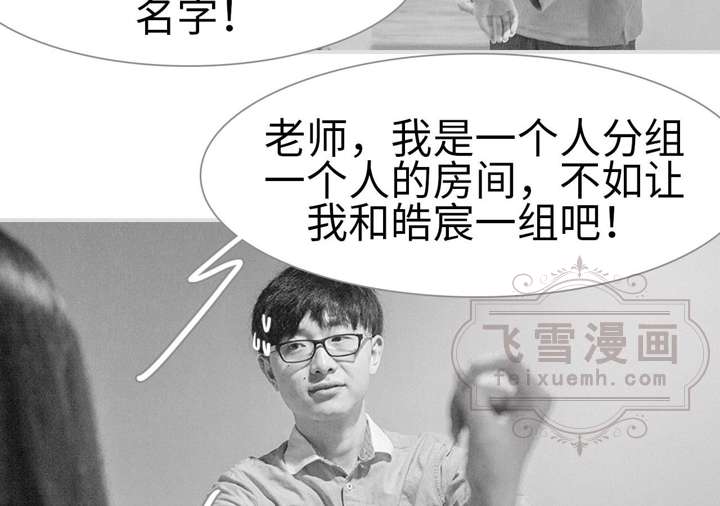 名字！
老师，我是一个人分组
一个人的房间，不如让
我和皓宸一组吧！
飞雪漫画
feixuemh.com